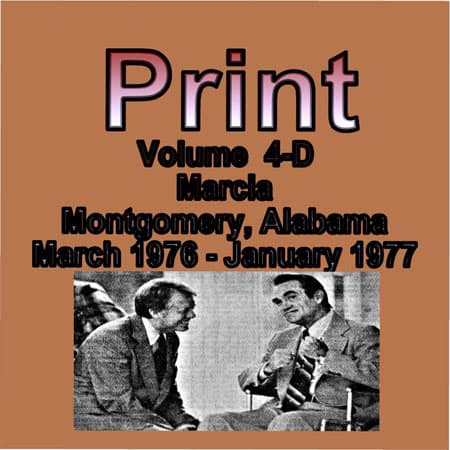 Print
Volume 4-D
Marcia
Montgomery, Alabama
March 1976 - January 1977